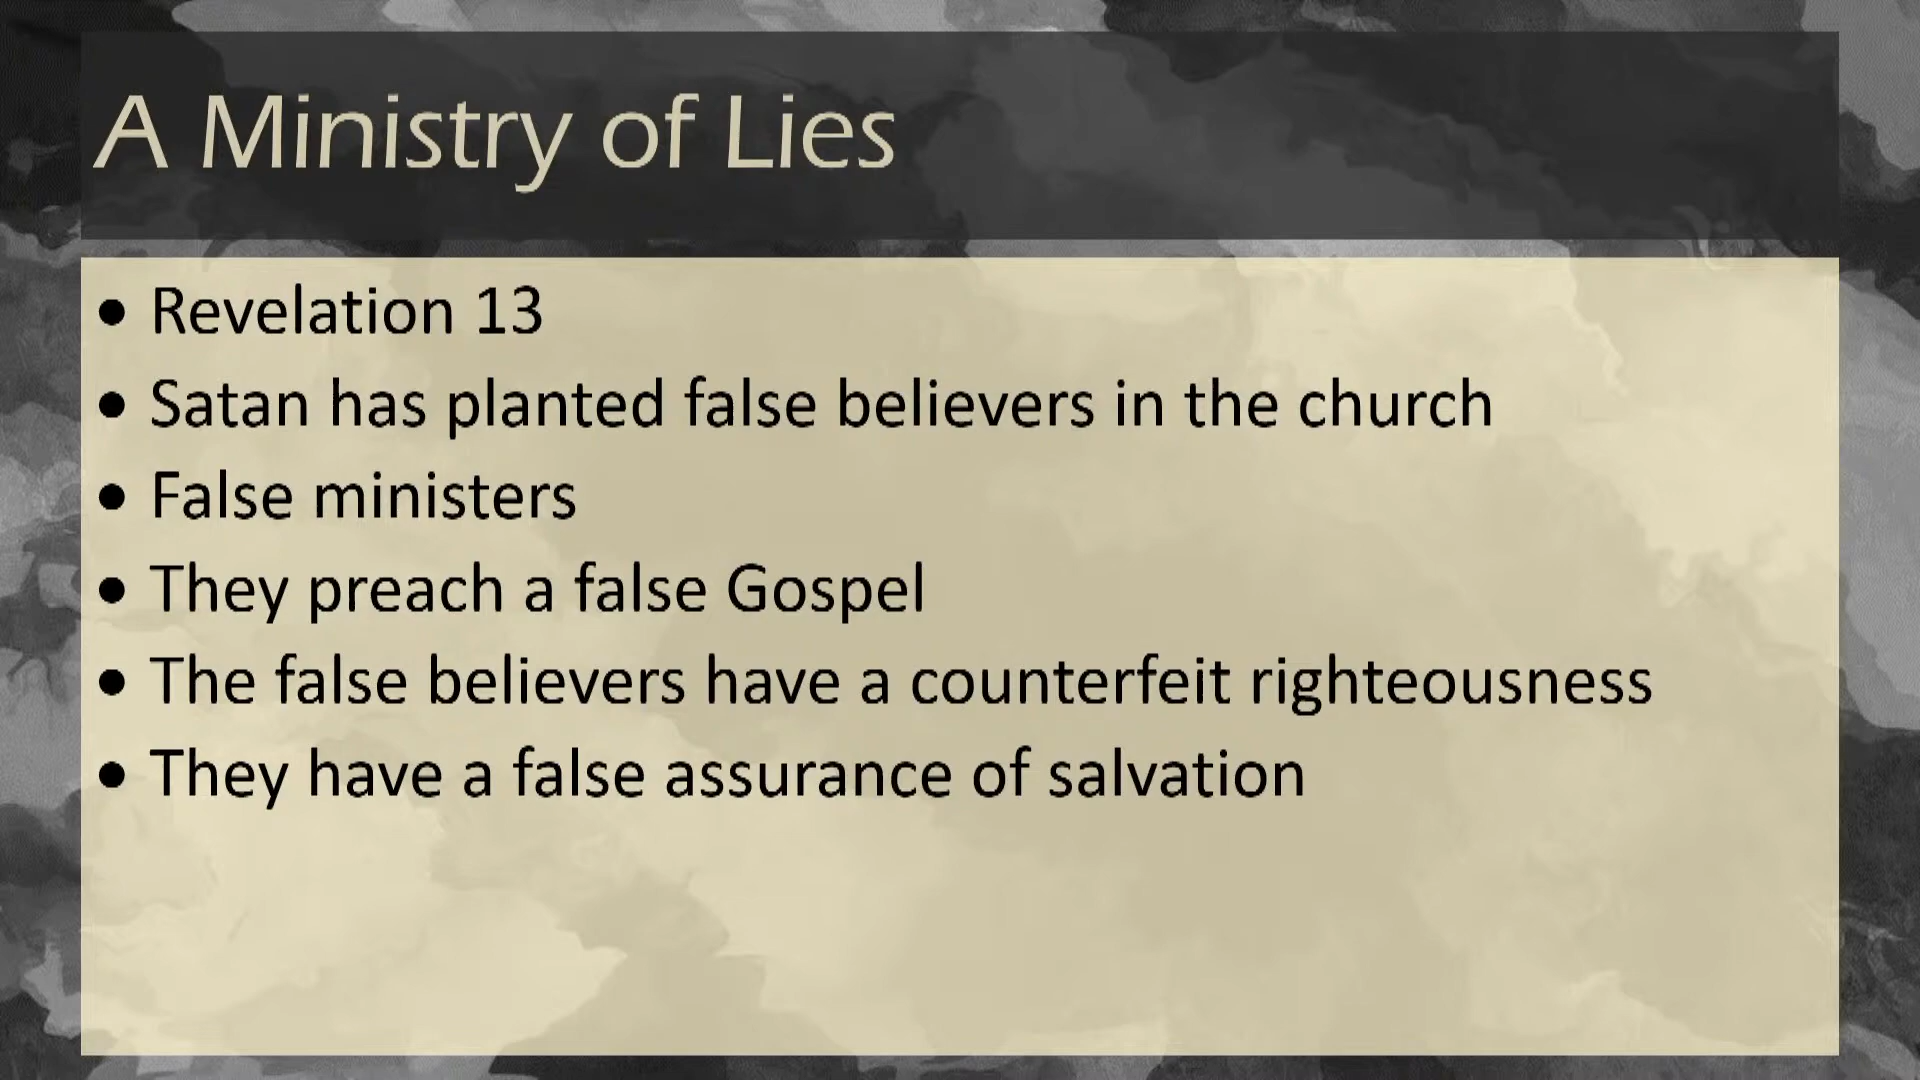 A Ministry of Lies
• Revelation 13
• Satan has planted false believers in the church
• False ministers
• They preach a false Gospel
• The false believers have a counterfeit righteousness
• They have a false assurance of salvation